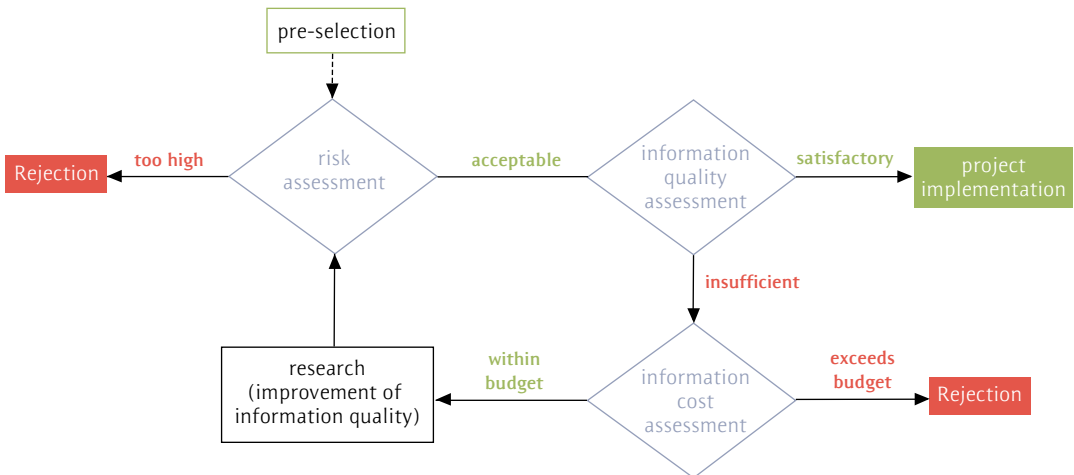 pre-selection
Rejection
too high
risk
assessment
acceptable
information
quality
assessment
satisfactory
project
implementation
insufficient
research
(improvement of
information quality)
within
budget
information
cost
assessment
exceeds
budget
Rejection